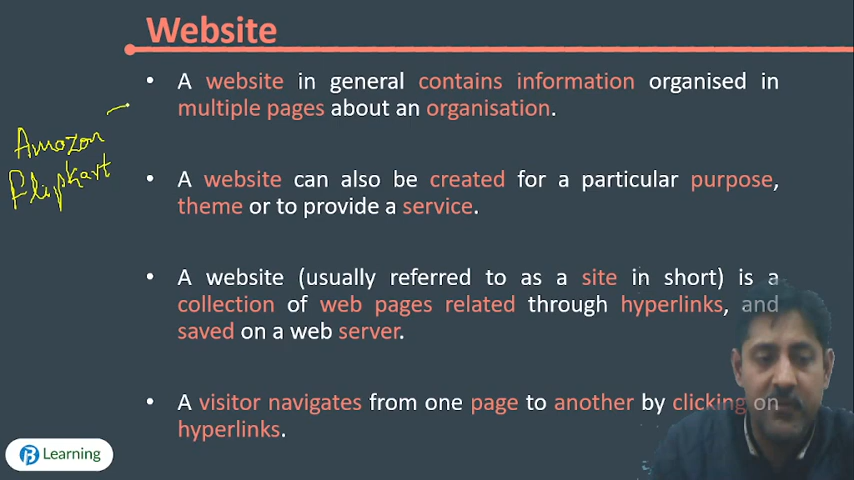 Website
• A website in general contains information organised in
multiple pages about an organisation.
Amazon
Flipkart
• A website can also be created for a particular purpose,
theme or to provide a service.
• A website (usually referred to as a site in short) is a
collection of web pages related through hyperlinks, and
saved on a web server.
• A visitor navigates from one page to another by clicking on
hyperlinks.
B Learning